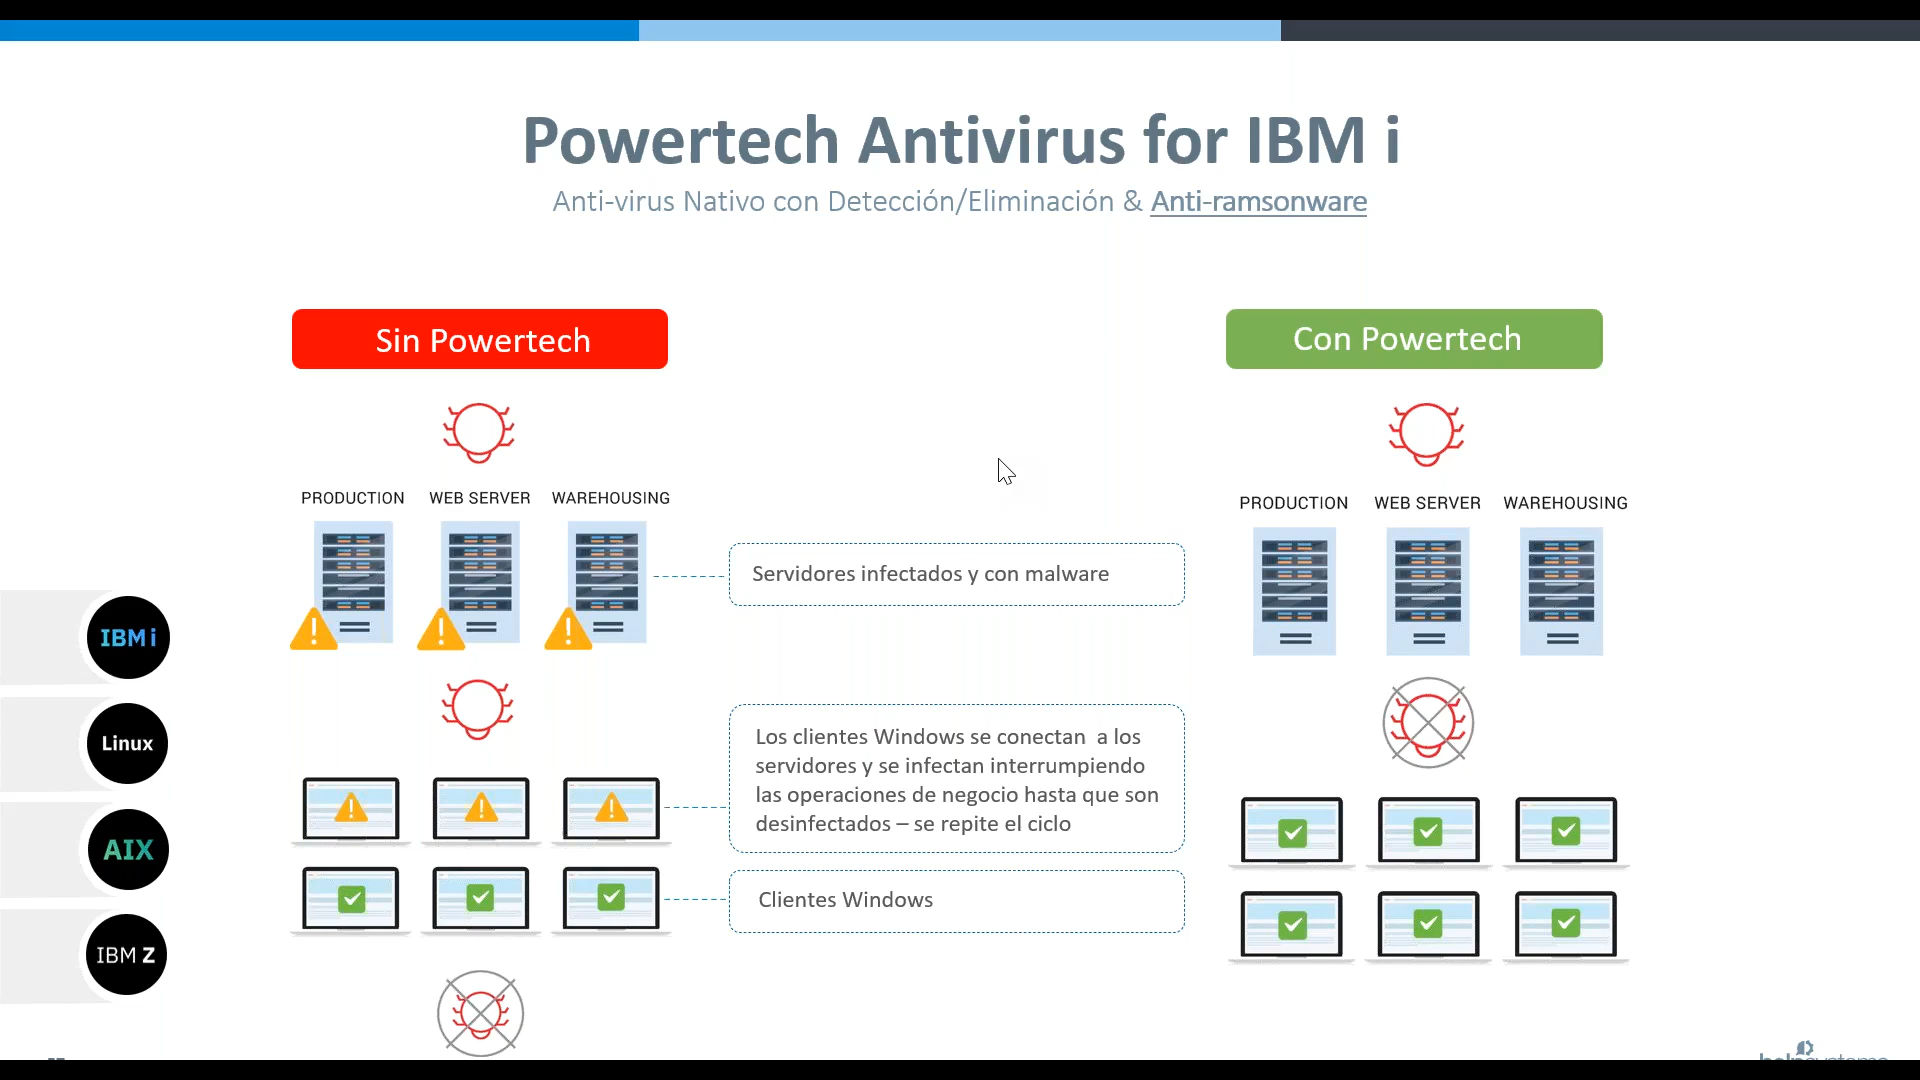 Powertech Antivirus for IBM i
Anti-virus Nativo con Detección/Eliminación & Anti-ramsonware
Sin Powertech
Con Powertech
PRODUCTION WEB SERVER WAREHOUSING
PRODUCTION WEB SERVER WAREHOUSING
Servidores infectados y con malware
IBM i
Linux
AIX
IBM Z
Los clientes Windows se conectan a los
servidores y se infectan interrumpiendo
las operaciones de negocio hasta que son
desinfectados – se repite el ciclo
Clientes Windows